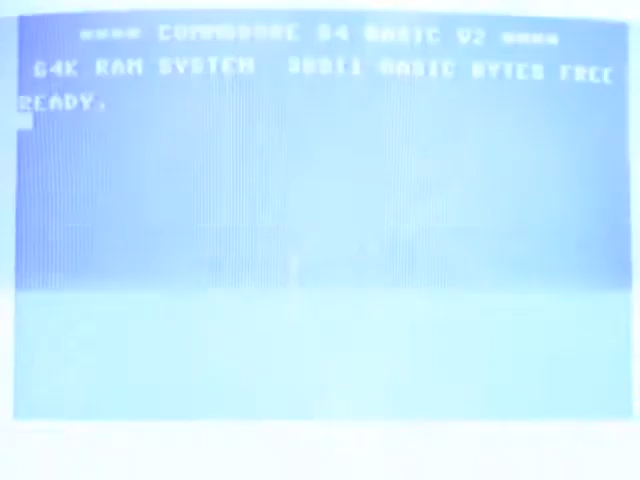 **** COMMODORE 64 BASIC V2 ****
64K RAM SYSTEM 38911 BASIC BYTES FREE
READY.